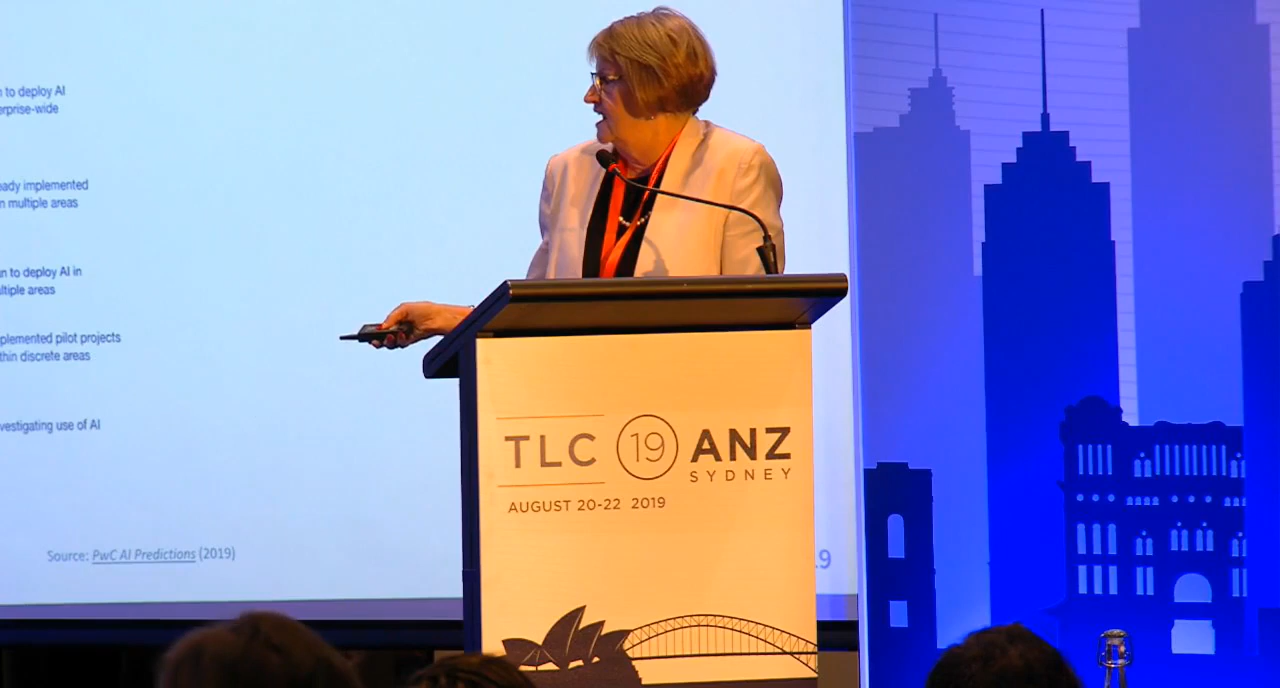 to deploy AI
erprise-wide
eady implemented
n multiple areas
n to deploy AI in
ltiple areas
plemented pilot projects
thin discrete areas
vestigating use of AI
Source: PwC AI Predictions (2019)
.9
TLC 19 ANZ
SYDNEY
AUGUST 20-22 2019